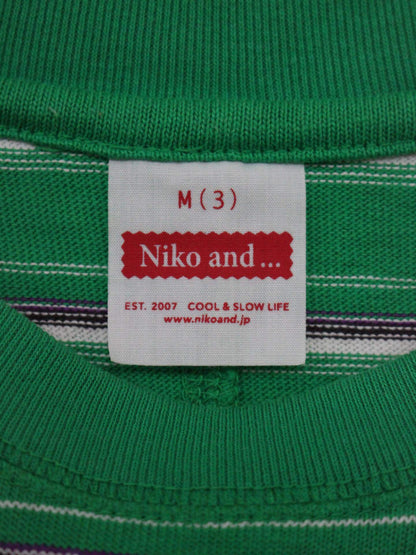 M(3)
Niko and...
EST. 2007 COOL & SLOW LIFE
www.nikoand.jp